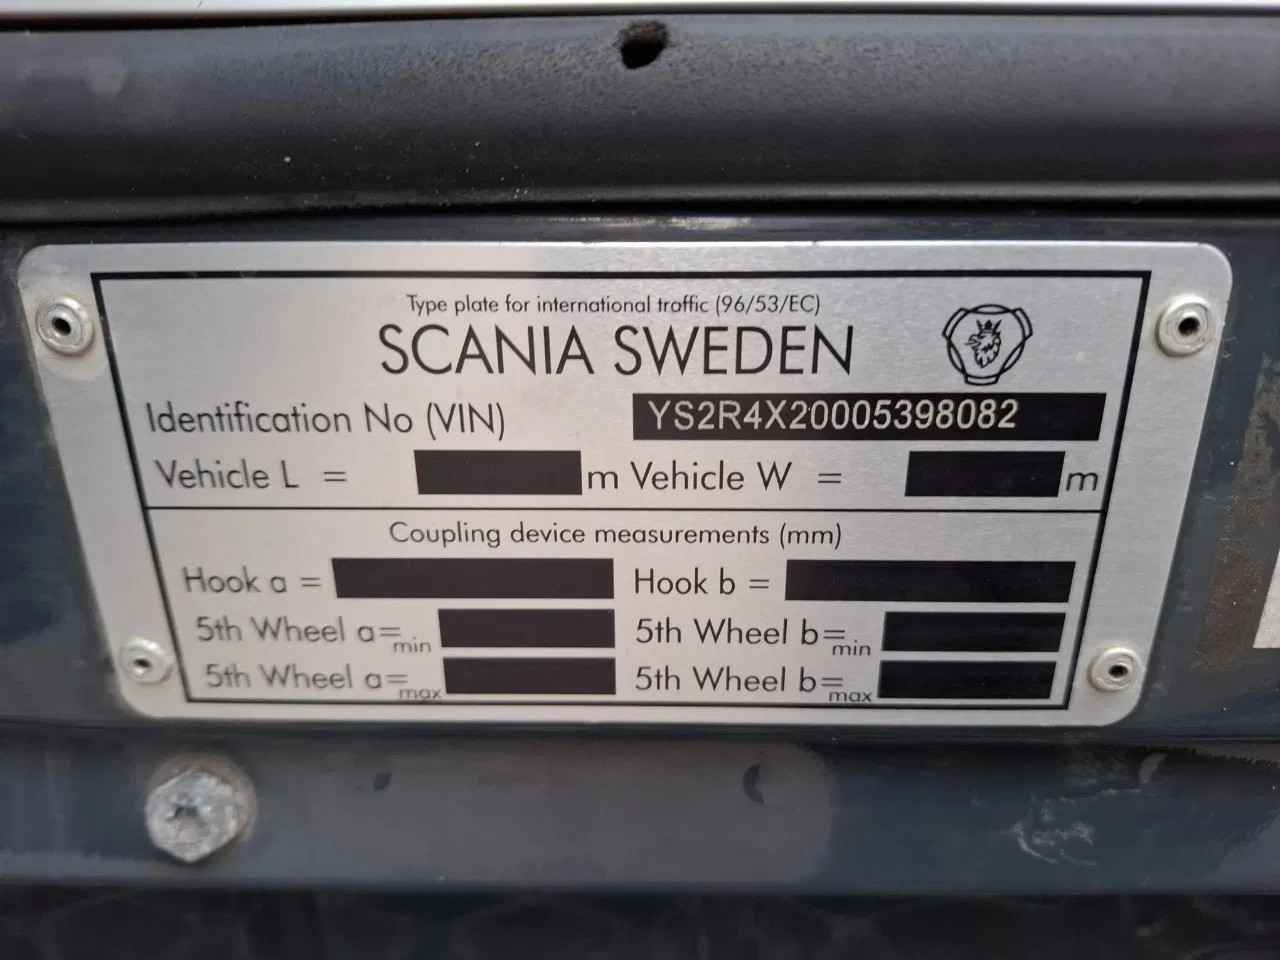 Type plate for international traffic (96/53/EC)
SCANIA SWEDEN
Identification No (VIN) YS2R4X20005398082
Vehicle L = m Vehicle W = m
Coupling device measurements (mm)
Hook a = Hook b =
5th Wheel a= min 5th Wheel b= min
5th Wheel a= max 5th Wheel b= max